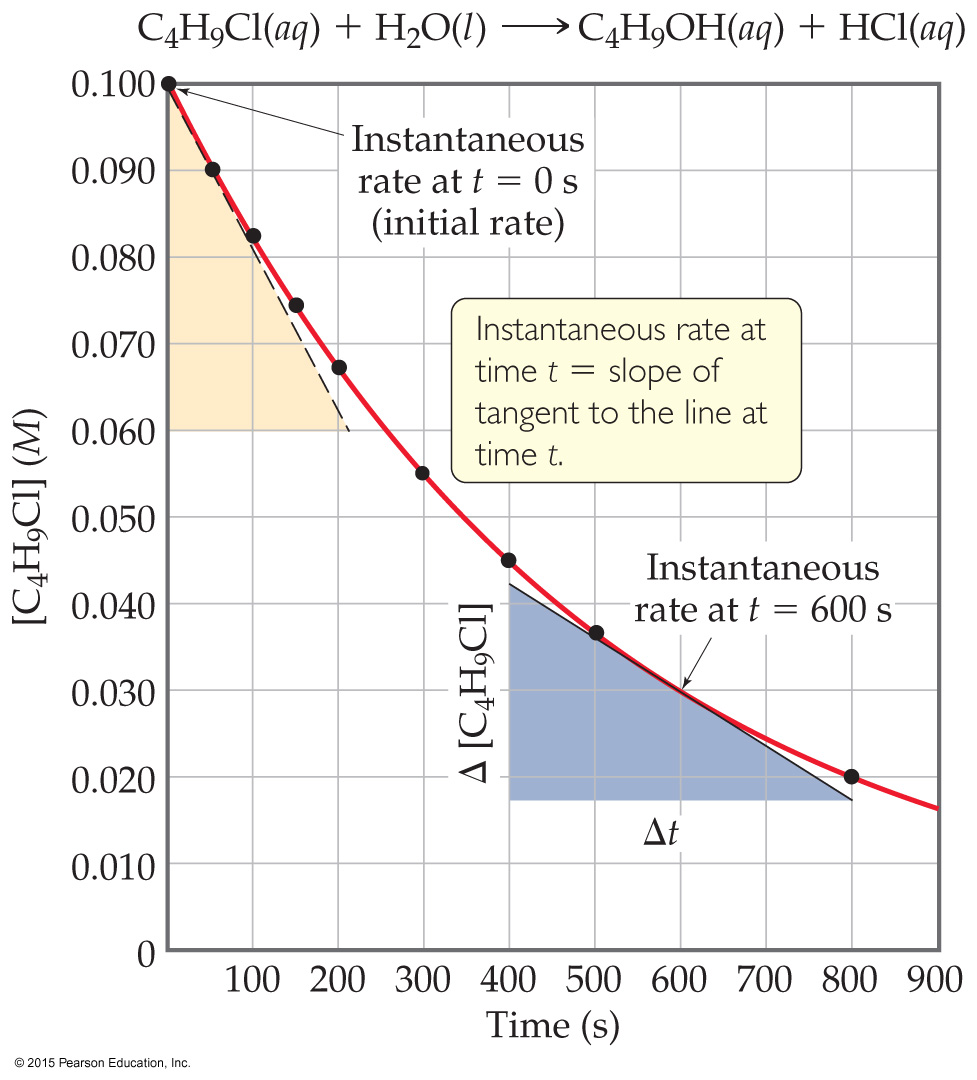 C₄H₉Cl(aq) + H₂O(l) ⟶ C₄H₉OH(aq) + HCl(aq)
0.100
0.090
0.080
0.070
0.060
0.050
0.040
0.030
0.020
0.010
0
[C₄H₉Cl] (M)
Instantaneous
rate at t = 0 s
(initial rate)
Instantaneous rate at
time t = slope of
tangent to the line at
time t.
Instantaneous
rate at t = 600 s
Δ [C₄H₉Cl]
Δt
100 200 300 400 500 600 700 800 900
Time (s)
© 2015 Pearson Education, Inc.